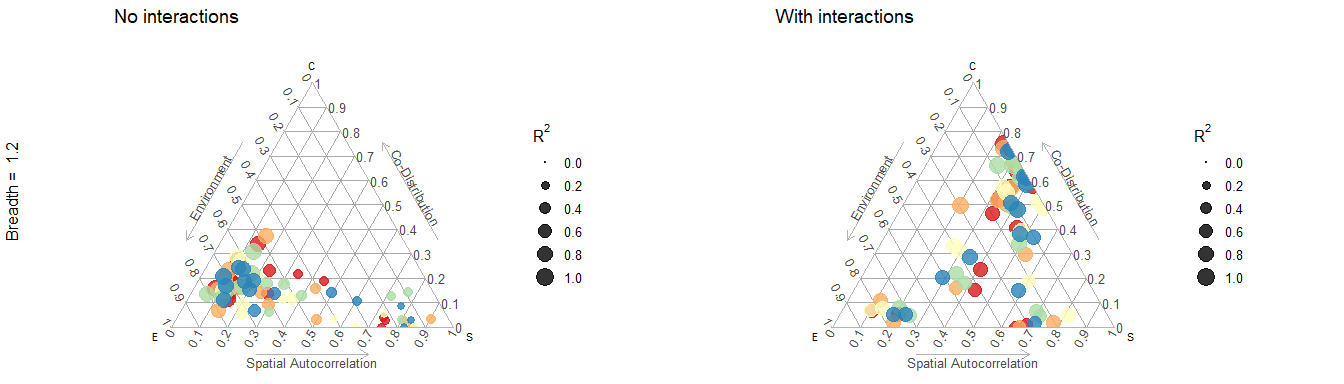 No interactions
With interactions
Breadth = 1.2
C
0 1
0.1 0.9
0.2 0.8
0.3 0.7
0.4 0.6
0.5 0.5
0.6 0.4
0.7 0.3
0.8 0.2
0.9 0.1
1 0
E
S
0 0.1 0.2 0.3 0.4 0.5 0.6 0.7 0.8 0.9 1
Environment
Co-Distribution
Spatial Autocorrelation
R²
0.0
0.2
0.4
0.6
0.8
1.0
C
0 1
0.1 0.9
0.2 0.8
0.3 0.7
0.4 0.6
0.5 0.5
0.6 0.4
0.7 0.3
0.8 0.2
0.9 0.1
1 0
E
S
0 0.1 0.2 0.3 0.4 0.5 0.6 0.7 0.8 0.9 1
Environment
Co-Distribution
Spatial Autocorrelation
R²
0.0
0.2
0.4
0.6
0.8
1.0